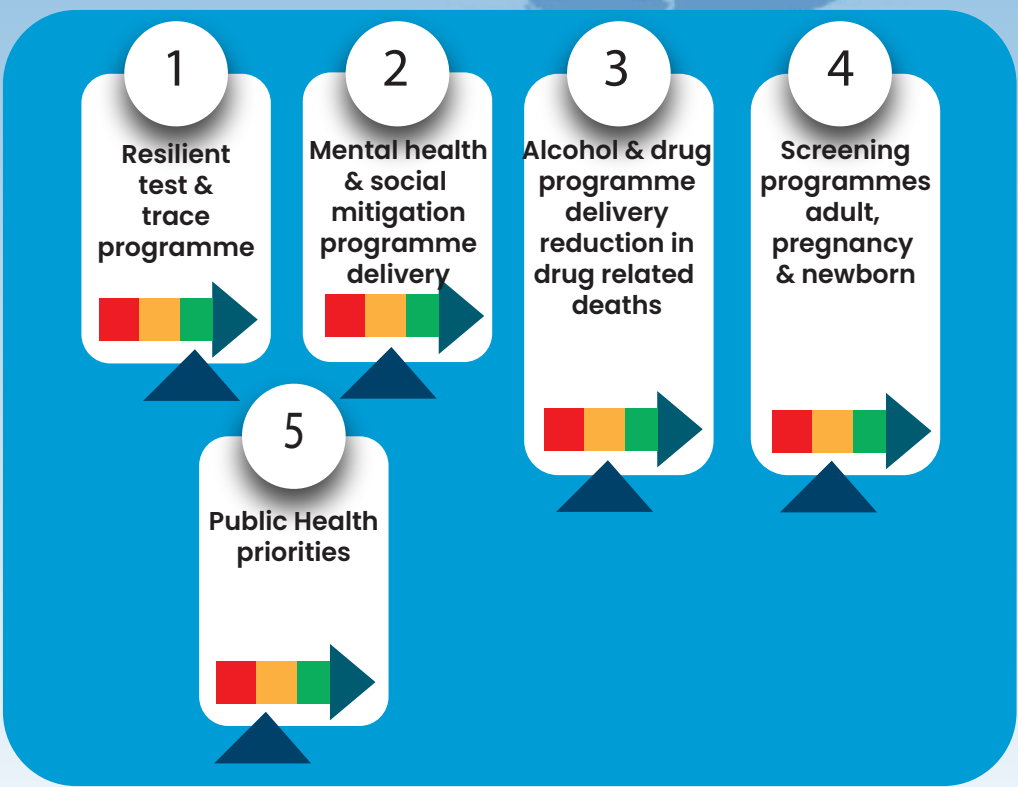 1
Resilient
test &
trace
programme
2
Mental health
& social
mitigation
programme
delivery
3
Alcohol & drug
programme
delivery
reduction in
drug related
deaths
4
Screening
programmes
adult,
pregnancy
& newborn
5
Public Health
priorities